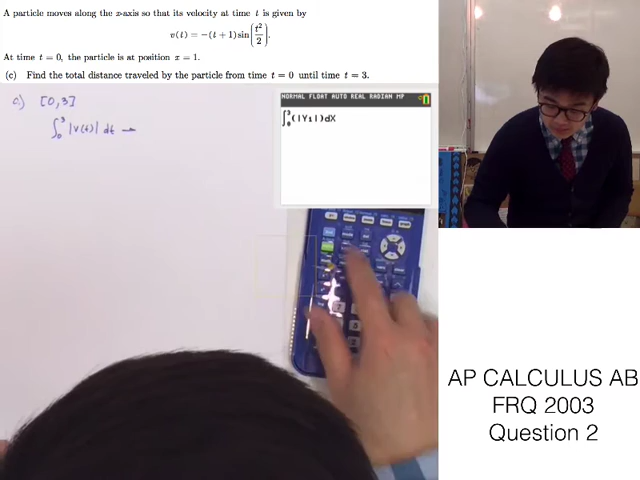 A particle moves along the x-axis so that its velocity at time t is given by
v(t) = −(t + 1) sin(t²/2).
At time t = 0, the particle is at position x = 1.
(c) Find the total distance traveled by the particle from time t = 0 until time t = 3.
c) [0,3]
∫₀³ |v(t)| dt →
NORMAL FLOAT AUTO REAL RADIAN MP
∫₀³(|Y₁|)dX
AP CALCULUS AB
FRQ 2003
Question 2